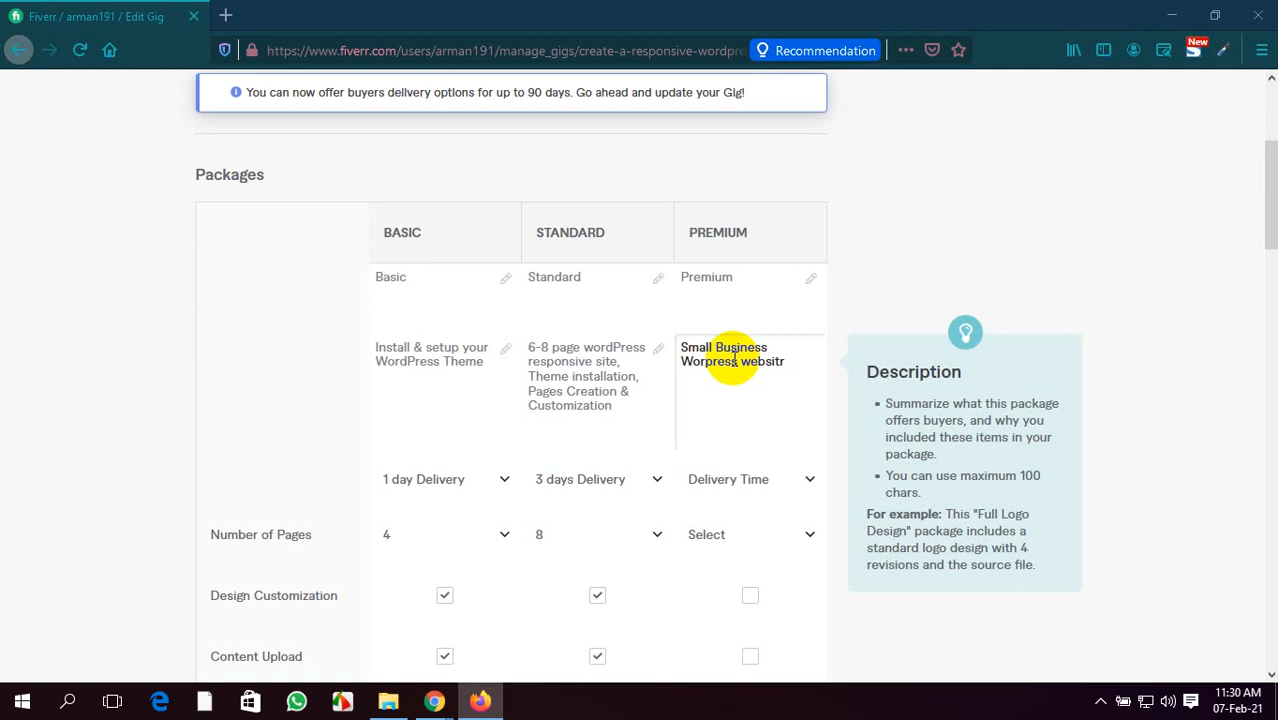 Fiverr / arman191 / Edit Gig
https://www.fiverr.com/users/arman191/manage_gigs/create-a-responsive-wordpr
Recommendation
New
You can now offer buyers delivery options for up to 90 days. Go ahead and update your Gig!
Packages
BASIC STANDARD PREMIUM
Basic Standard Premium
Install & setup your 6-8 page wordPress Small Business
WordPress Theme responsive site, Worpress websitr
Theme installation,
Pages Creation &
Customization
1 day Delivery 3 days Delivery Delivery Time
Number of Pages 4 8 Select
Design Customization
Content Upload
Description
• Summarize what this package
offers buyers, and why you
included these items in your
package.
• You can use maximum 100
chars.
For example: This "Full Logo
Design" package includes a
standard logo design with 4
revisions and the source file.
11:30 AM
07-Feb-21